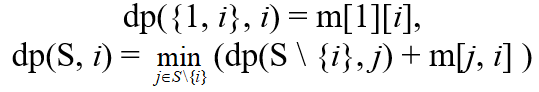 dp({1, i}, i) = m[1][i],
dp(S, i) = min (dp(S \ {i}, j) + m[j, i] )
j∈S\{i}